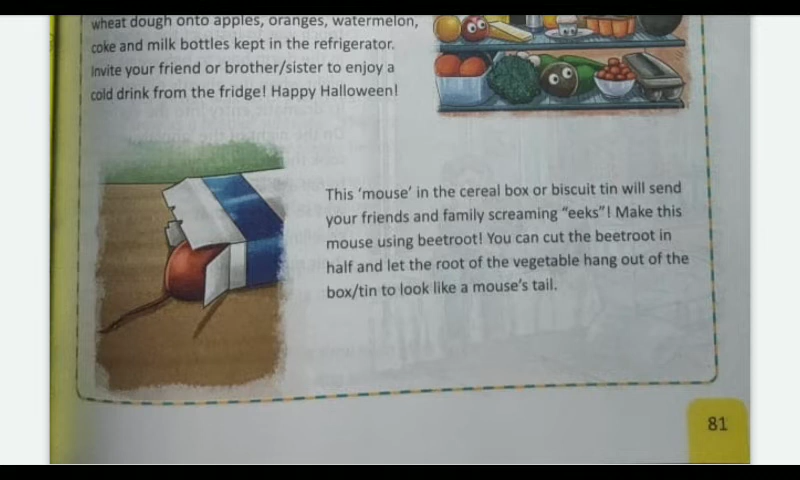 wheat dough onto apples, oranges, watermelon,
coke and milk bottles kept in the refrigerator.
Invite your friend or brother/sister to enjoy a
cold drink from the fridge! Happy Halloween!
This ‘mouse’ in the cereal box or biscuit tin will send
your friends and family screaming “eeks”! Make this
mouse using beetroot! You can cut the beetroot in
half and let the root of the vegetable hang out of the
box/tin to look like a mouse’s tail.
81